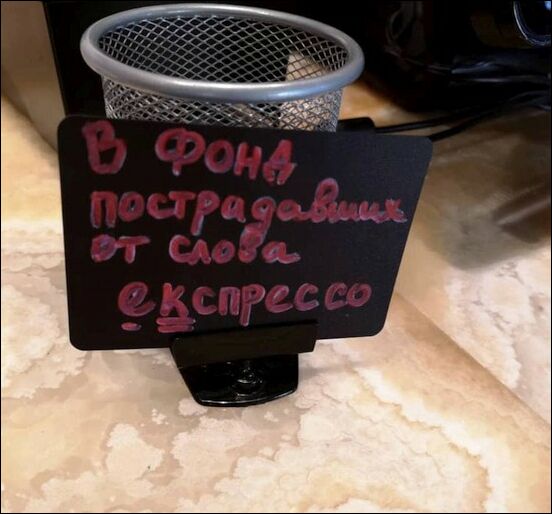 В ФОНД
пострадавших
от слова
експрессо